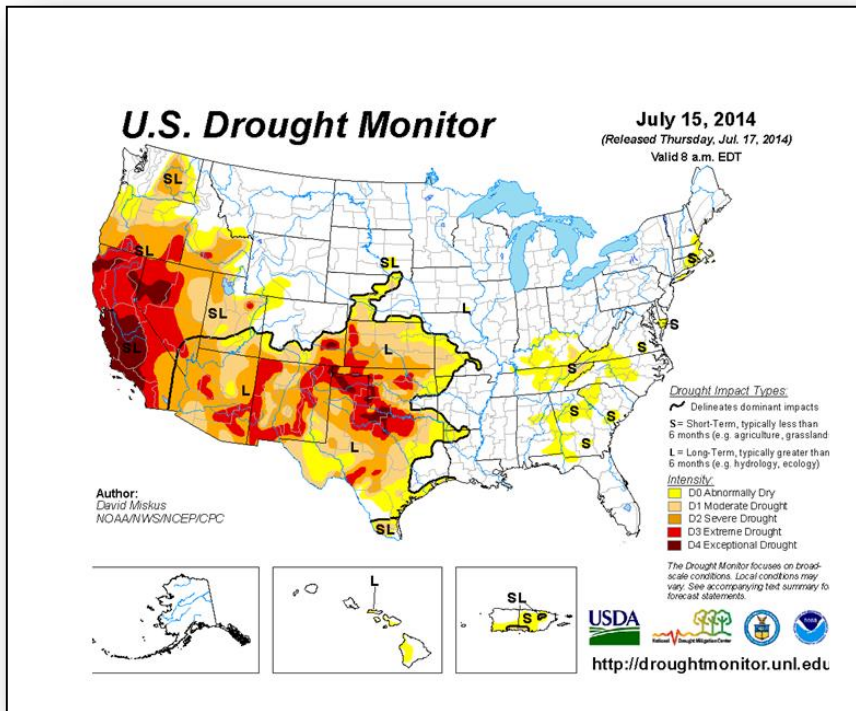 U.S. Drought Monitor
July 15, 2014
(Released Thursday, Jul. 17, 2014)
Valid 8 a.m. EDT
SL
SL
SL
SL
S
L
S
S
L
L
S
S
S
L
SL
Drought Impact Types:
Delineates dominant impacts
S = Short-Term, typically less than
6 months (e.g. agriculture, grassland
L = Long-Term, typically greater than
6 months (e.g. hydrology, ecology)
Intensity:
D0 Abnormally Dry
D1 Moderate Drought
D2 Severe Drought
D3 Extreme Drought
D4 Exceptional Drought
Author:
David Miskus
NOAA/NWS/NCEP/CPC
The Drought Monitor focuses on broad-
scale conditions. Local conditions may
vary. See accompanying text summary fo
forecast statements.
L
SL
S
USDA
National Drought Mitigation Center
http://droughtmonitor.unl.edu